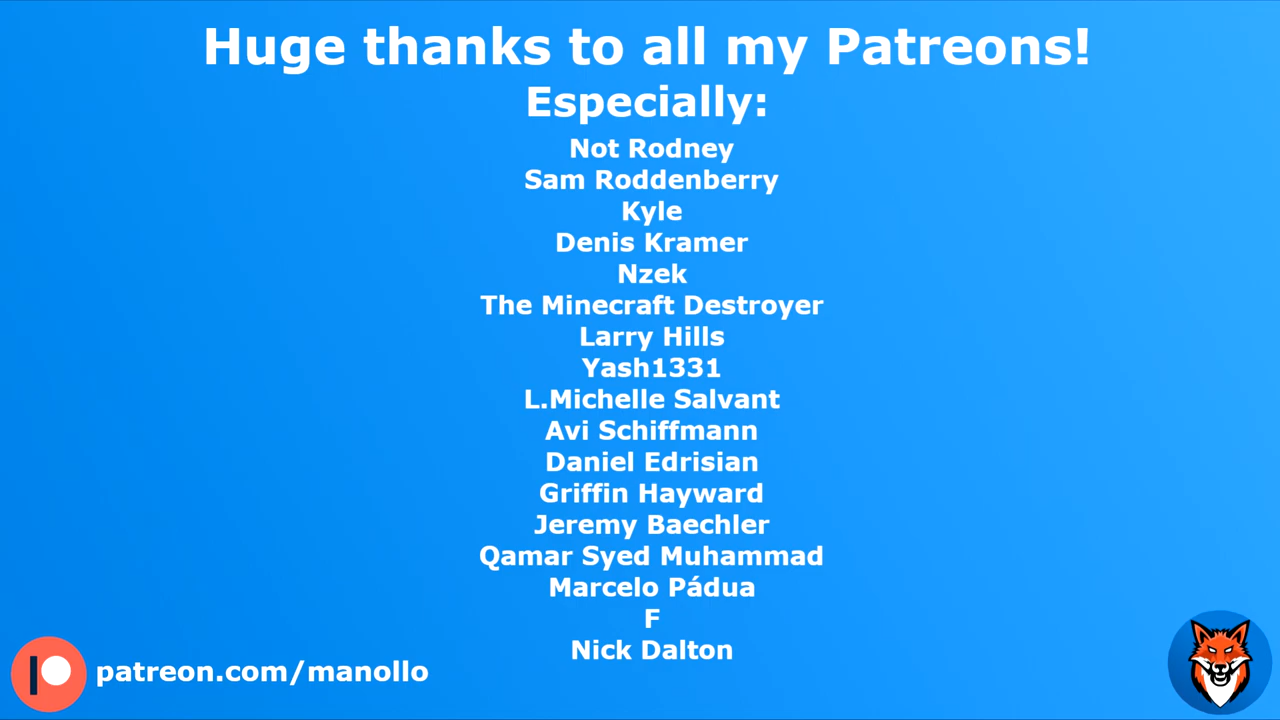 Huge thanks to all my Patreons!
Especially:
Not Rodney
Sam Roddenberry
Kyle
Denis Kramer
Nzek
The Minecraft Destroyer
Larry Hills
Yash1331
L.Michelle Salvant
Avi Schiffmann
Daniel Edrisian
Griffin Hayward
Jeremy Baechler
Qamar Syed Muhammad
Marcelo Pádua
F
Nick Dalton
patreon.com/manollo